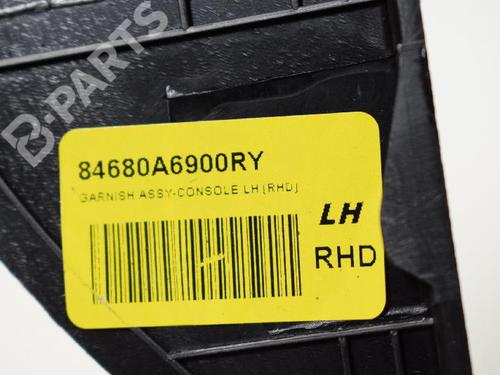 B-PARTS
84680A6900RY
GARNISH ASSY-CONSOLE LH (RHD)
LH
RHD